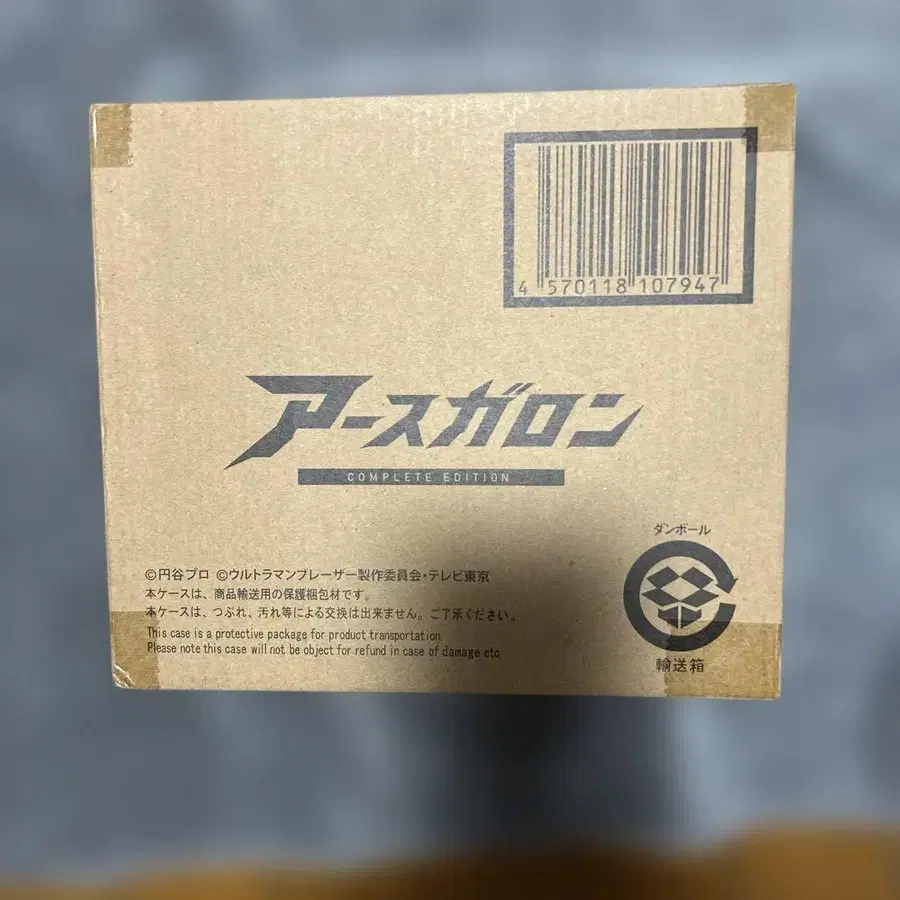 4 570118 107947
アースガロン
COMPLETE EDITION
ダンボール
©円谷プロ ©ウルトラマンブレーザー製作委員会・テレビ東京
本ケースは、商品輸送用の保護梱包材です。
本ケースは、つぶれ、汚れ等による交換は出来ません。ご了承ください。
This case is a protective package for product transportation.
Please note this case will not be object for refund in case of damage etc
輸送箱